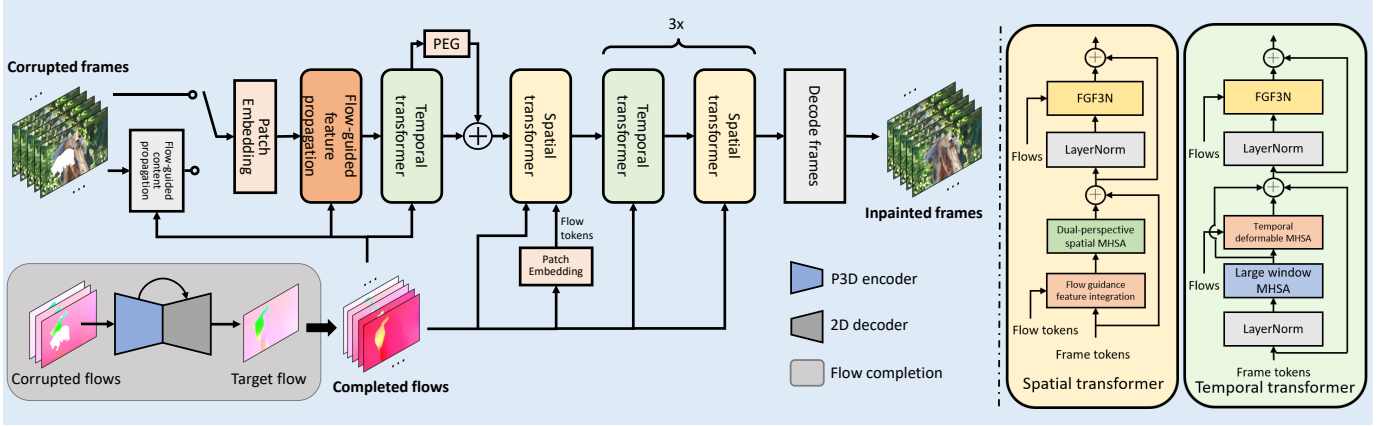 Corrupted frames
Flow-guided
content
propagation
Patch
Embedding
Flow-guided
feature
propagation
Temporal
transformer
PEG
Spatial
transformer
Flow
tokens
Patch
Embedding
3x
Temporal
transformer
Spatial
transformer
Decode frames
Inpainted frames
Corrupted flows
Target flow
Completed flows
P3D encoder
2D decoder
Flow completion
FGF3N
Flows
LayerNorm
Dual-perspective
spatial MHSA
Flow guidance
feature integration
Flow tokens
Frame tokens
Spatial transformer
FGF3N
Flows
LayerNorm
Temporal
deformable MHSA
Flows
Large window
MHSA
LayerNorm
Frame tokens
Temporal transformer